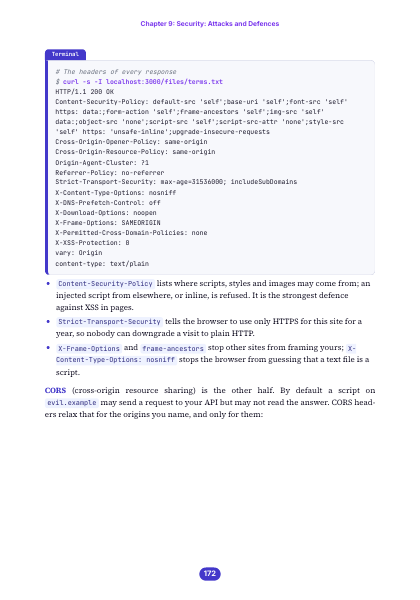 Chapter 9: Security: Attacks and Defences
Terminal
# The headers of every response
$ curl -s -I localhost:3000/files/terms.txt
HTTP/1.1 200 OK
Content-Security-Policy: default-src 'self';base-uri 'self';font-src 'self'
https: data:;form-action 'self';frame-ancestors 'self';img-src 'self'
data:;object-src 'none';script-src 'self';script-src-attr 'none';style-src
'self' https: 'unsafe-inline';upgrade-insecure-requests
Cross-Origin-Opener-Policy: same-origin
Cross-Origin-Resource-Policy: same-origin
Origin-Agent-Cluster: ?1
Referrer-Policy: no-referrer
Strict-Transport-Security: max-age=31536000; includeSubDomains
X-Content-Type-Options: nosniff
X-DNS-Prefetch-Control: off
X-Download-Options: noopen
X-Frame-Options: SAMEORIGIN
X-Permitted-Cross-Domain-Policies: none
X-XSS-Protection: 0
vary: Origin
content-type: text/plain
• Content-Security-Policy lists where scripts, styles and images may come from; an
injected script from elsewhere, or inline, is refused. It is the strongest defence
against XSS in pages.
• Strict-Transport-Security tells the browser to use only HTTPS for this site for a
year, so nobody can downgrade a visit to plain HTTP.
• X-Frame-Options and frame-ancestors stop other sites from framing yours; X-
Content-Type-Options: nosniff stops the browser from guessing that a text file is a
script.
CORS (cross-origin resource sharing) is the other half. By default a script on
evil.example may send a request to your API but may not read the answer. CORS head-
ers relax that for the origins you name, and only for them:
172